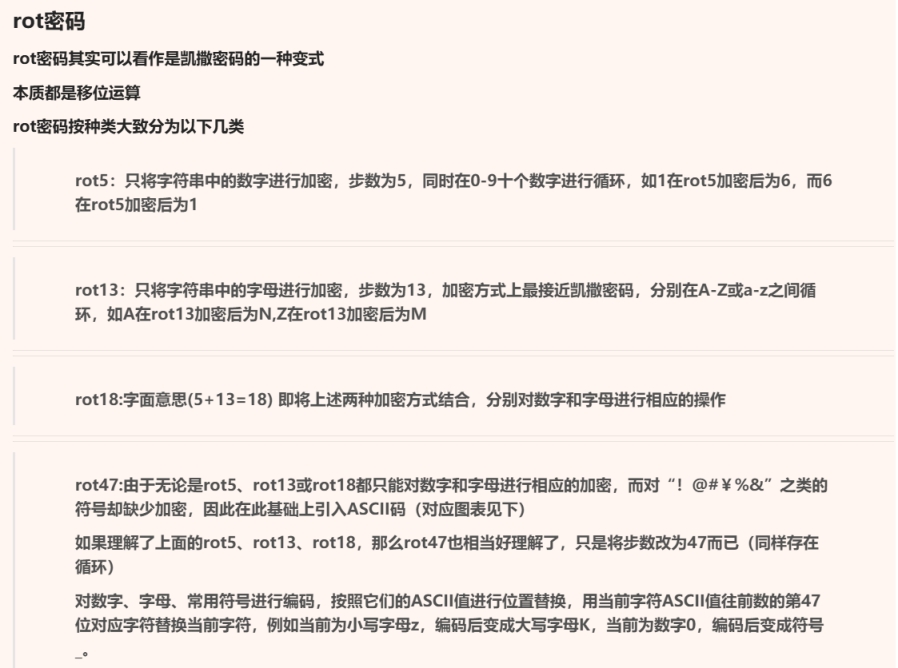 rot密码
rot密码其实可以看作是凯撒密码的一种变式
本质都是移位运算
rot密码按种类大致分为以下几类
rot5：只将字符串中的数字进行加密，步数为5，同时在0-9十个数字进行循环，如1在rot5加密后为6，而6
在rot5加密后为1
rot13：只将字符串中的字母进行加密，步数为13，加密方式上最接近凯撒密码，分别在A-Z或a-z之间循
环，如A在rot13加密后为N,Z在rot13加密后为M
rot18:字面意思(5+13=18) 即将上述两种加密方式结合，分别对数字和字母进行相应的操作
rot47:由于无论是rot5、rot13或rot18都只能对数字和字母进行相应的加密，而对“！@#￥%&”之类的
符号却缺少加密，因此在此基础上引入ASCII码（对应图表见下）
如果理解了上面的rot5、rot13、rot18，那么rot47也相当好理解了，只是将步数改为47而已（同样存在
循环）
对数字、字母、常用符号进行编码，按照它们的ASCII值进行位置替换，用当前字符ASCII值往前数的第47
位对应字符替换当前字符，例如当前为小写字母z，编码后变成大写字母K，当前为数字0，编码后变成符号
_。